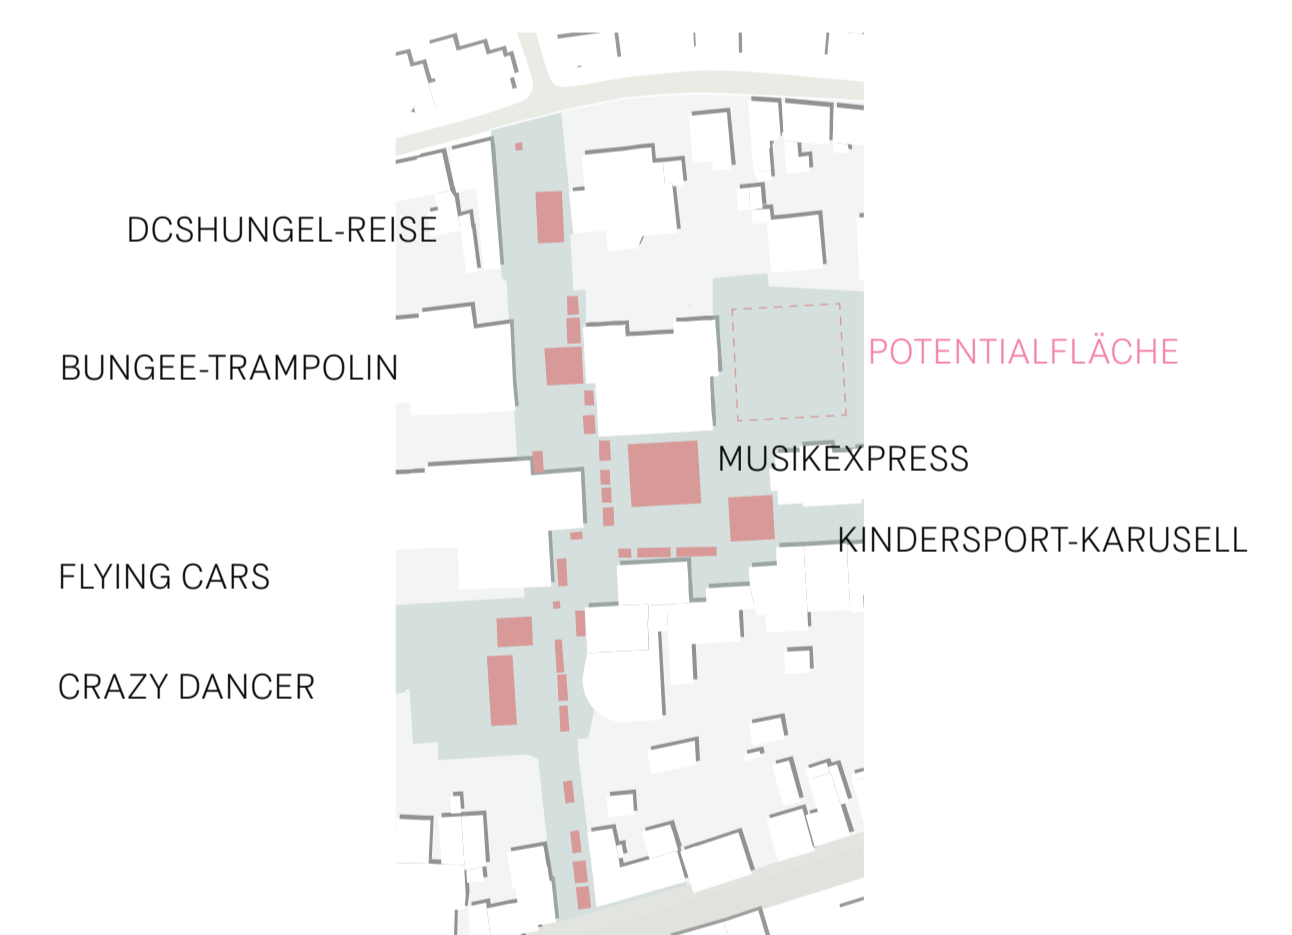 DCSHUNGEL-REISE
BUNGEE-TRAMPOLIN
POTENTIALFLÄCHE
MUSIKEXPRESS
KINDERSPORT-KARUSELL
FLYING CARS
CRAZY DANCER